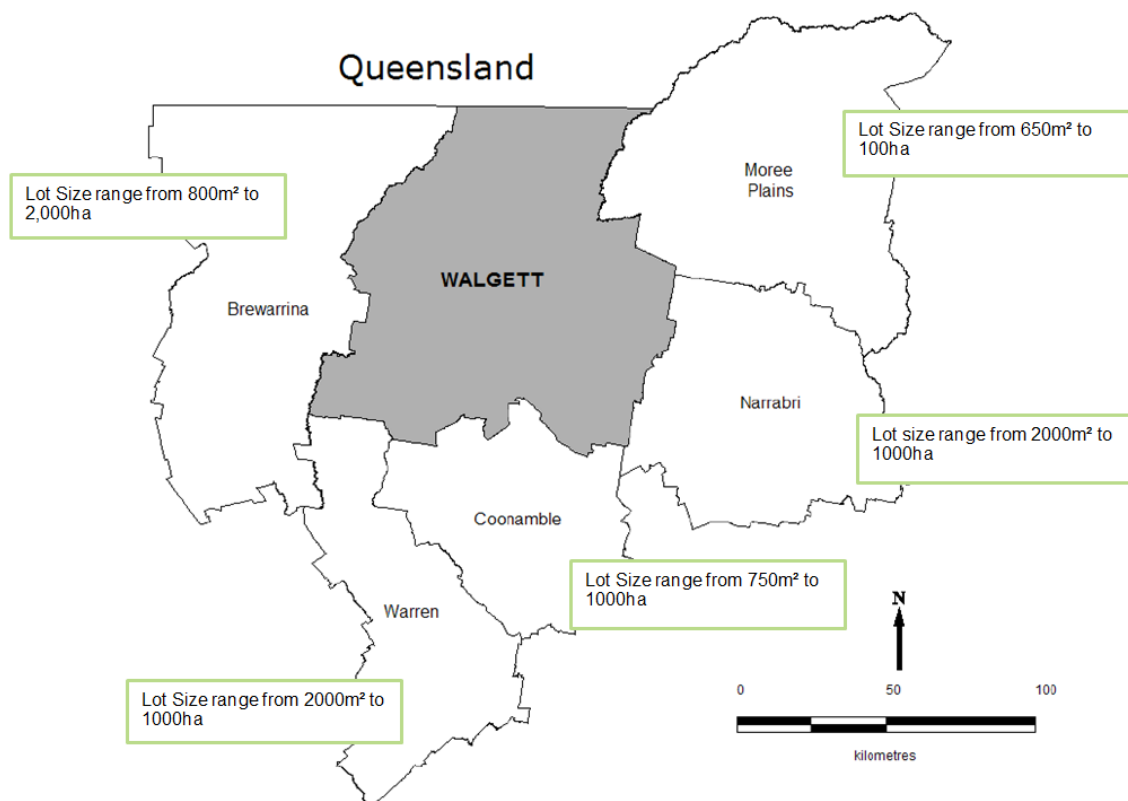 Queensland
Lot Size range from 650m² to
100ha
Moree
Plains
Lot Size range from 800m² to
2,000ha
WALGETT
Brewarrina
Narrabri
Lot size range from 2000m² to
1000ha
Coonamble
Lot Size range from 750m² to
1000ha
Warren
N
Lot Size range from 2000m² to
1000ha
0 50 100
kilometres